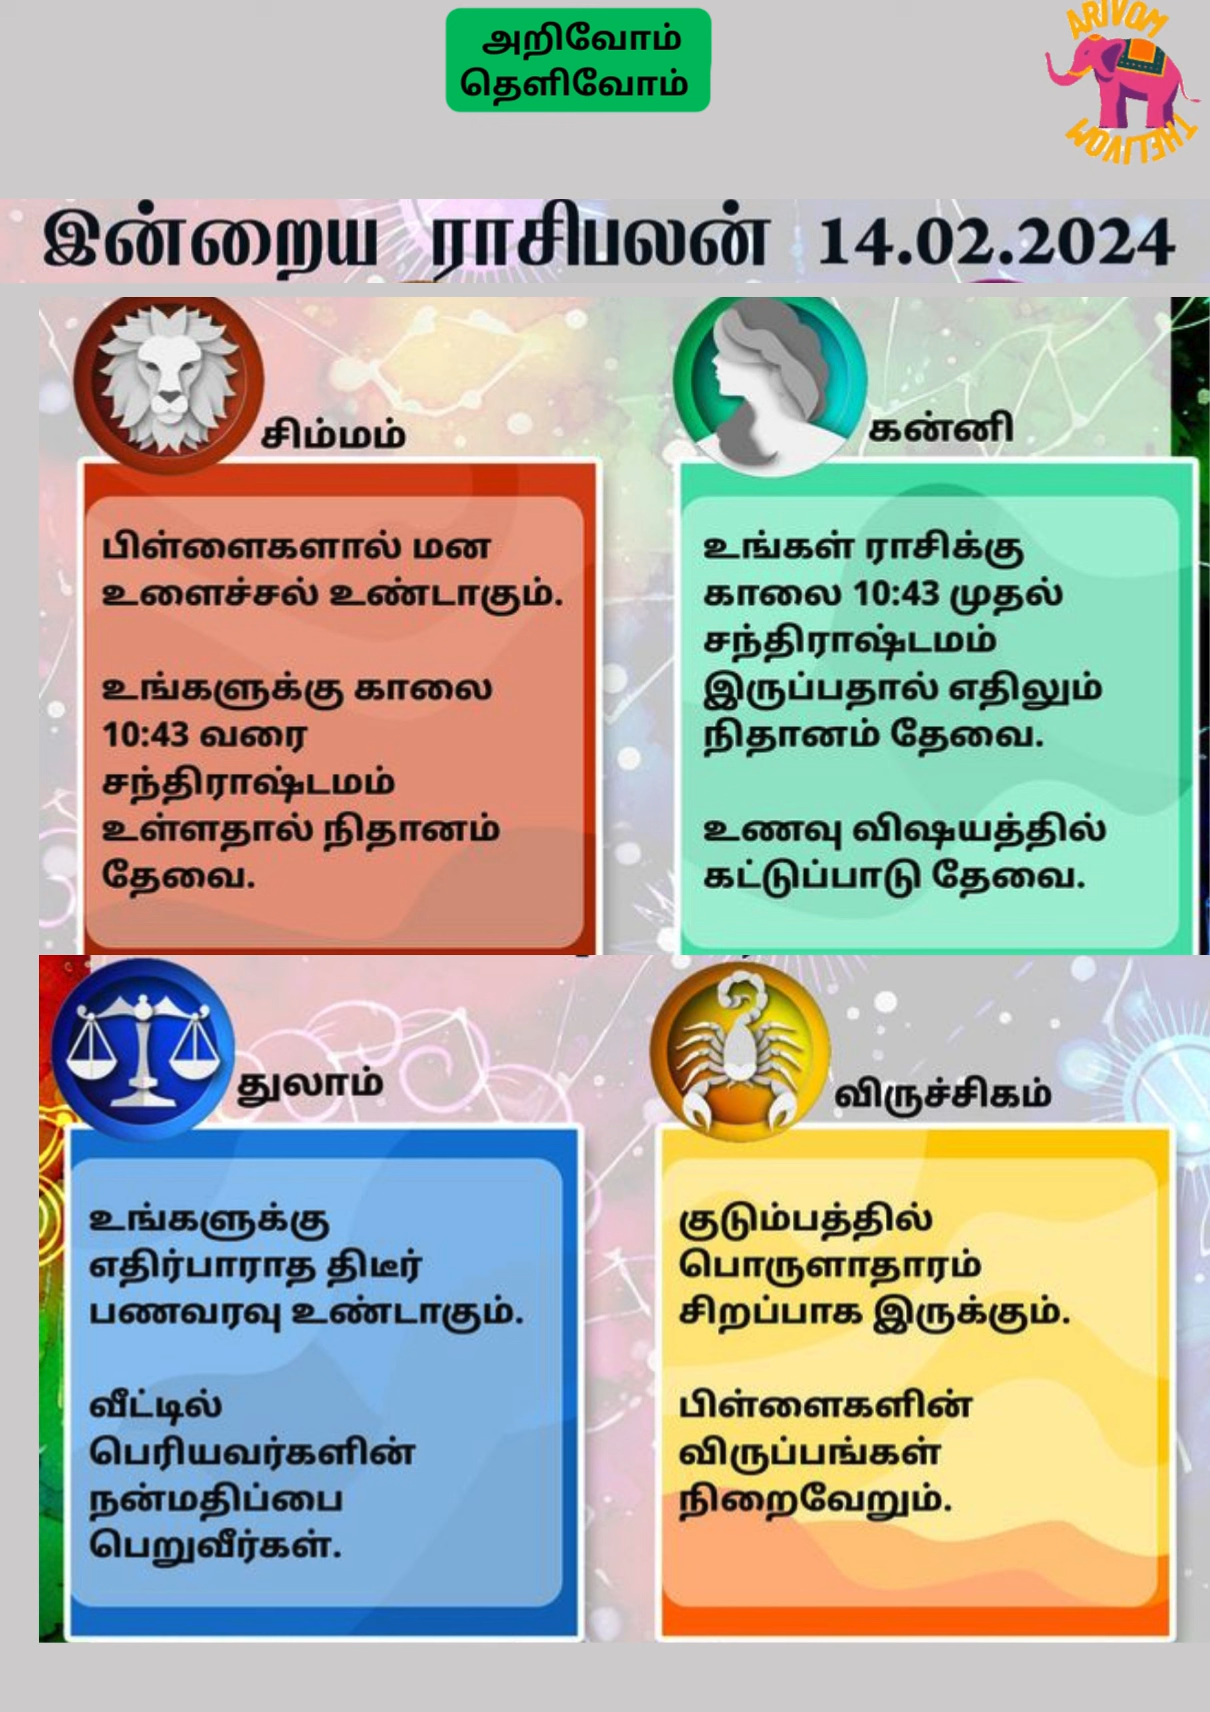 அறிவோம்
தெளிவோம்
ARIVOM
THELIVOM
இன்றைய ராசிபலன் 14.02.2024
சிம்மம்
பிள்ளைகளால் மன
உளைச்சல் உண்டாகும்.
உங்களுக்கு காலை
10:43 வரை
சந்திராஷ்டமம்
உள்ளதால் நிதானம்
தேவை.
கன்னி
உங்கள் ராசிக்கு
காலை 10:43 முதல்
சந்திராஷ்டமம்
இருப்பதால் எதிலும்
நிதானம் தேவை.
உணவு விஷயத்தில்
கட்டுப்பாடு தேவை.
துலாம்
உங்களுக்கு
எதிர்பாராத திடீர்
பணவரவு உண்டாகும்.
வீட்டில்
பெரியவர்களின்
நன்மதிப்பை
பெறுவீர்கள்.
விருச்சிகம்
குடும்பத்தில்
பொருளாதாரம்
சிறப்பாக இருக்கும்.
பிள்ளைகளின்
விருப்பங்கள்
நிறைவேறும்.